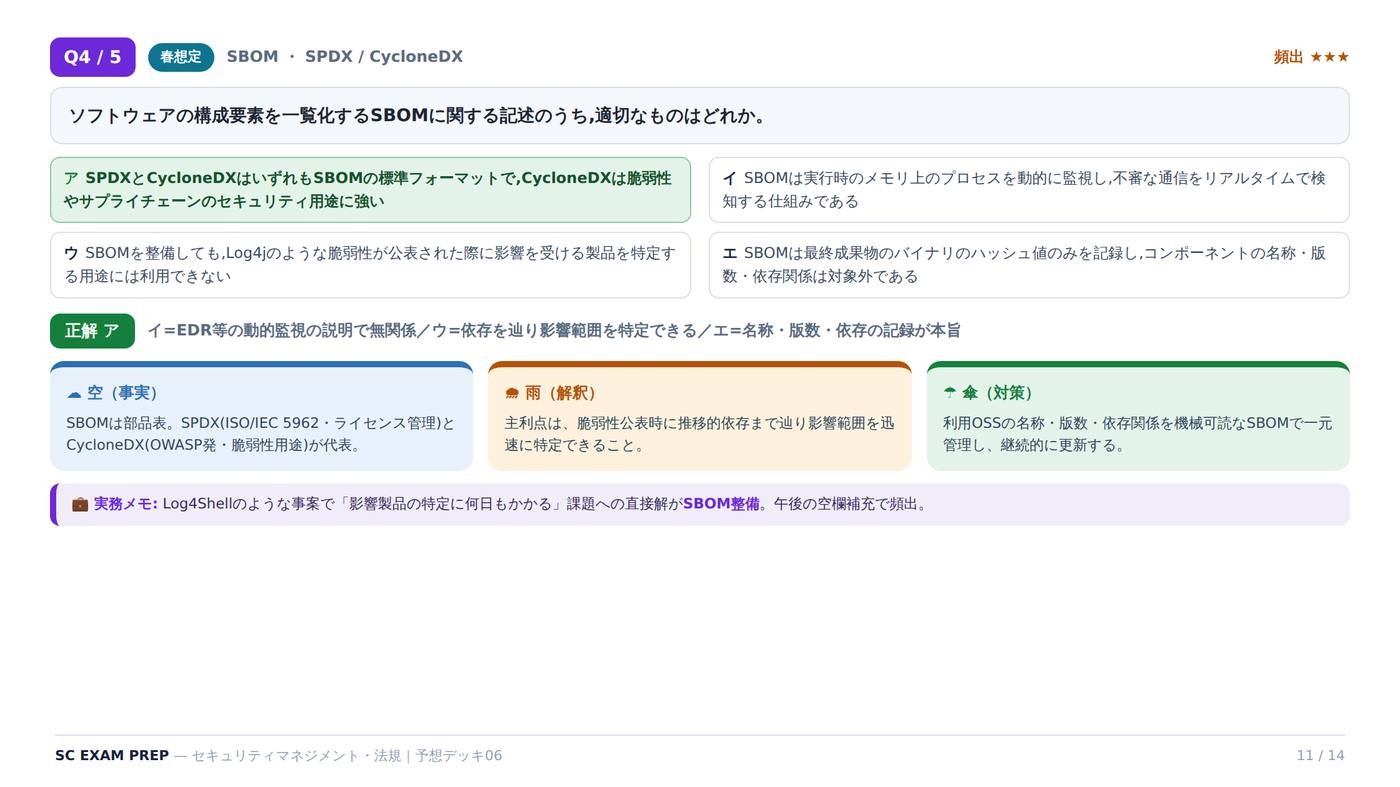 Q4 / 5 春想定 SBOM ・ SPDX / CycloneDX 頻出 ★★★
ソフトウェアの構成要素を一覧化するSBOMに関する記述のうち,適切なものはどれか。
ア SPDXとCycloneDXはいずれもSBOMの標準フォーマットで,CycloneDXは脆弱性
やサプライチェーンのセキュリティ用途に強い
イ SBOMは実行時のメモリ上のプロセスを動的に監視し,不審な通信をリアルタイムで検
知する仕組みである
ウ SBOMを整備しても,Log4jのような脆弱性が公表された際に影響を受ける製品を特定す
る用途には利用できない
エ SBOMは最終成果物のバイナリのハッシュ値のみを記録し,コンポーネントの名称・版
数・依存関係は対象外である
正解 ア イ=EDR等の動的監視の説明で無関係／ウ=依存を辿り影響範囲を特定できる／エ=名称・版数・依存の記録が本旨
☁ 空（事実）
SBOMは部品表。SPDX(ISO/IEC 5962・ライセンス管理)と
CycloneDX(OWASP発・脆弱性用途)が代表。
🌧 雨（解釈）
主利点は、脆弱性公表時に推移的依存まで辿り影響範囲を迅
速に特定できること。
☂ 傘（対策）
利用OSSの名称・版数・依存関係を機械可読なSBOMで一元
管理し、継続的に更新する。
💼 実務メモ: Log4Shellのような事案で「影響製品の特定に何日もかかる」課題への直接解がSBOM整備。午後の空欄補充で頻出。
SC EXAM PREP — セキュリティマネジメント・法規｜予想デッキ06 11 / 14